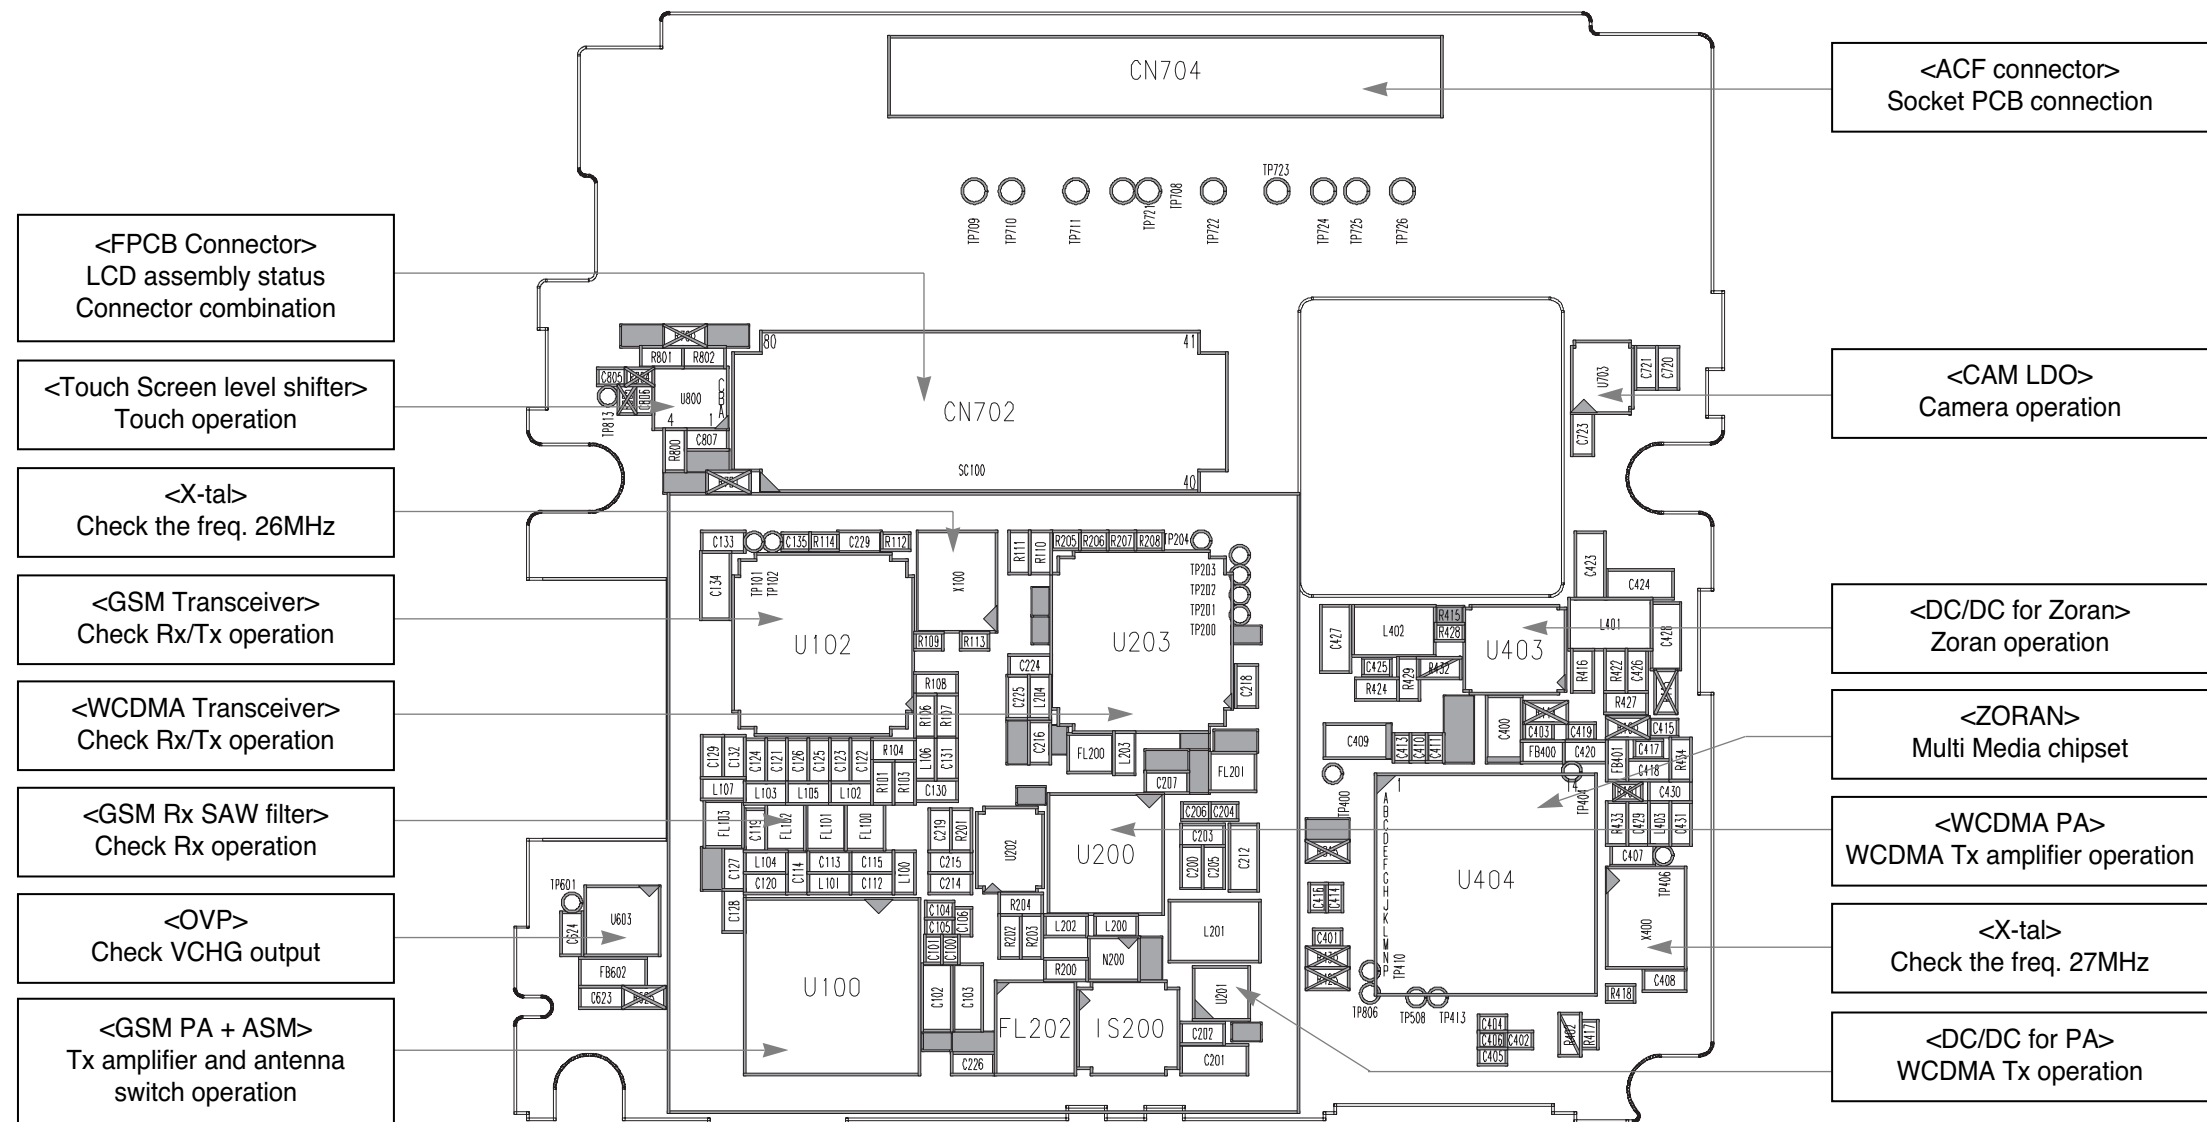 <FPCB Connector>
LCD assembly status
Connector combination
<Touch Screen level shifter>
Touch operation
<X-tal>
Check the freq. 26MHz
<GSM Transceiver>
Check Rx/Tx operation
<WCDMA Transceiver>
Check Rx/Tx operation
<GSM Rx SAW filter>
Check Rx operation
<OVP>
Check VCHG output
<GSM PA + ASM>
Tx amplifier and antenna
switch operation
CN704
TP709
TP710
TP711
TP721
TP708
TP722
TP723
TP724
TP725
TP726
80
41
R801
R802
C805
C806
U800
C
B
A
4
1
TP813
R800
C807
CN702
SC100
40
U703
C721
C720
C723
C133
C135
R114
C229
R112
C134
TP101
TP102
U102
X100
R109
R113
R111
R110
R205
R206
R207
R208
TP204
TP203
TP202
TP201
TP200
U203
C224
C225
L204
C218
C216
R108
R106
R107
L106
C131
FL200
L203
C207
FL201
C129
C132
C124
C121
C126
C125
C123
C122
R104
R101
R103
C130
L107
L103
L105
L102
FL103
C119
FL102
FL101
FL100
C219
R201
U202
U200
C206
C204
C203
C200
C205
C212
C127
L104
C120
C114
C113
L101
C115
C112
L100
C215
C214
C128
U100
C104
C105
C106
C101
C100
C102
C103
C226
R204
R202
R203
L202
L200
R200
N200
L201
U201
FL202
IS200
C202
C201
TP601
U603
C624
FB602
C623
C423
C424
C427
L402
R415
R428
U403
L401
C428
C425
R424
R429
R432
R416
R422
C426
R427
C409
C413
C410
C411
C400
C403
C419
FB400
C420
FB401
C415
C417
C418
R434
C430
TP400
TP404
1
A
B
C
D
E
F
G
H
J
K
L
M
N
P
U404
R433
C429
L403
C431
C407
TP406
X400
C408
R418
C416
C414
C401
TP410
TP806
TP508
TP413
C404
C406
C402
C405
R402
R417
<ACF connector>
Socket PCB connection
<CAM LDO>
Camera operation
<DC/DC for Zoran>
Zoran operation
<ZORAN>
Multi Media chipset
<WCDMA PA>
WCDMA Tx amplifier operation
<X-tal>
Check the freq. 27MHz
<DC/DC for PA>
WCDMA Tx operation